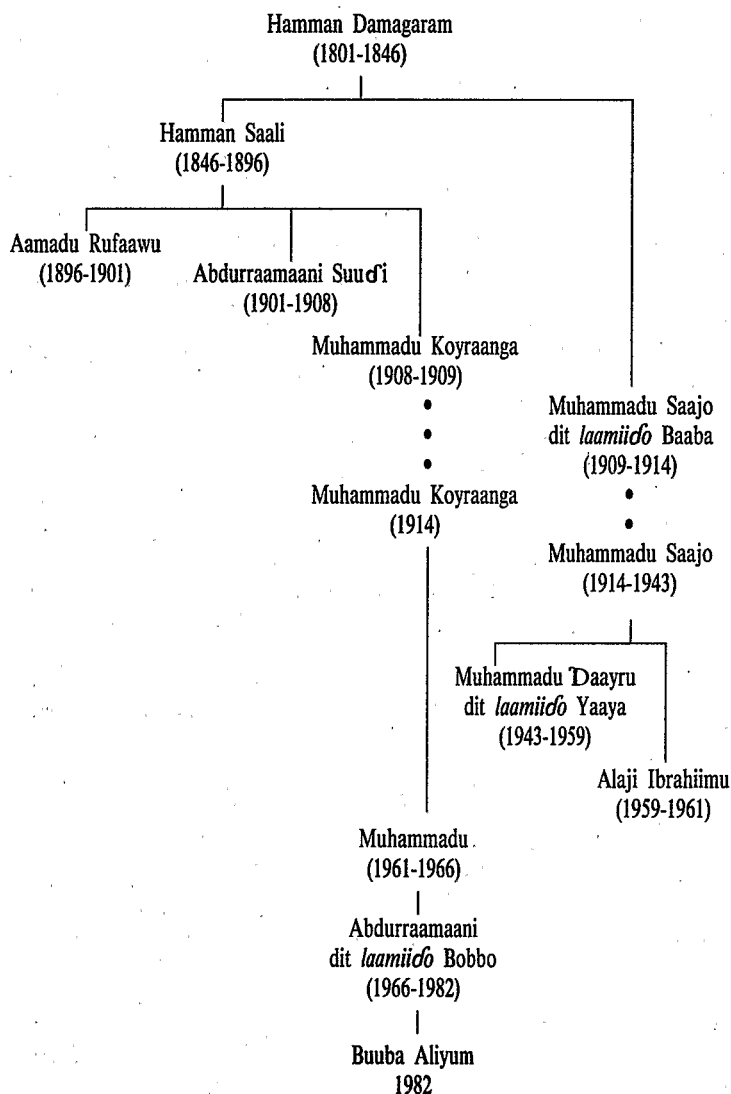 Hamman Damagaram
(1801-1846)
Hamman Saali
(1846-1896)
Aamadu Rufaawu
(1896-1901)
Abdurraamaani Suuɗi
(1901-1908)
Muhammadu Koyraanga
(1908-1909)
Muhammadu Saajo
dit laamiiɗo Baaba
(1909-1914)
Muhammadu Koyraanga
(1914)
Muhammadu Saajo
(1914-1943)
Muhammadu Ɗaayru
dit laamiiɗo Yaaya
(1943-1959)
Alaji Ibrahiimu
(1959-1961)
Muhammadu
(1961-1966)
Abdurraamaani
dit laamiiɗo Bobbo
(1966-1982)
Buuba Aliyum
1982